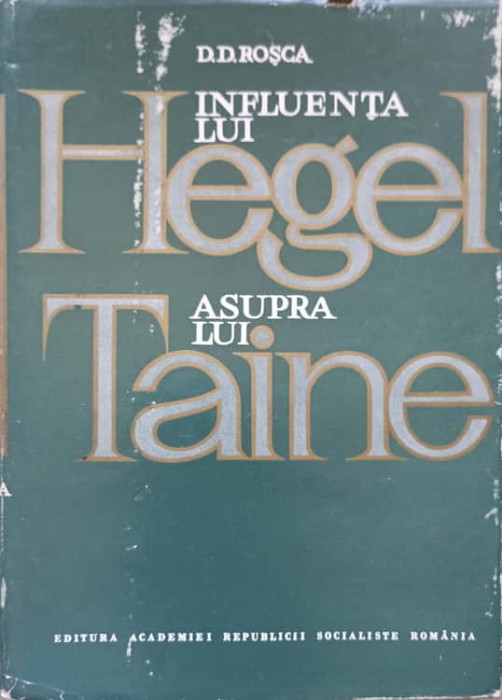 D.D. ROŞCA
INFLUENŢA
LUI
Hegel
ASUPRA
LUI
Taine
A
EDITURA ACADEMIEI REPUBLICII SOCIALISTE ROMÂNIA